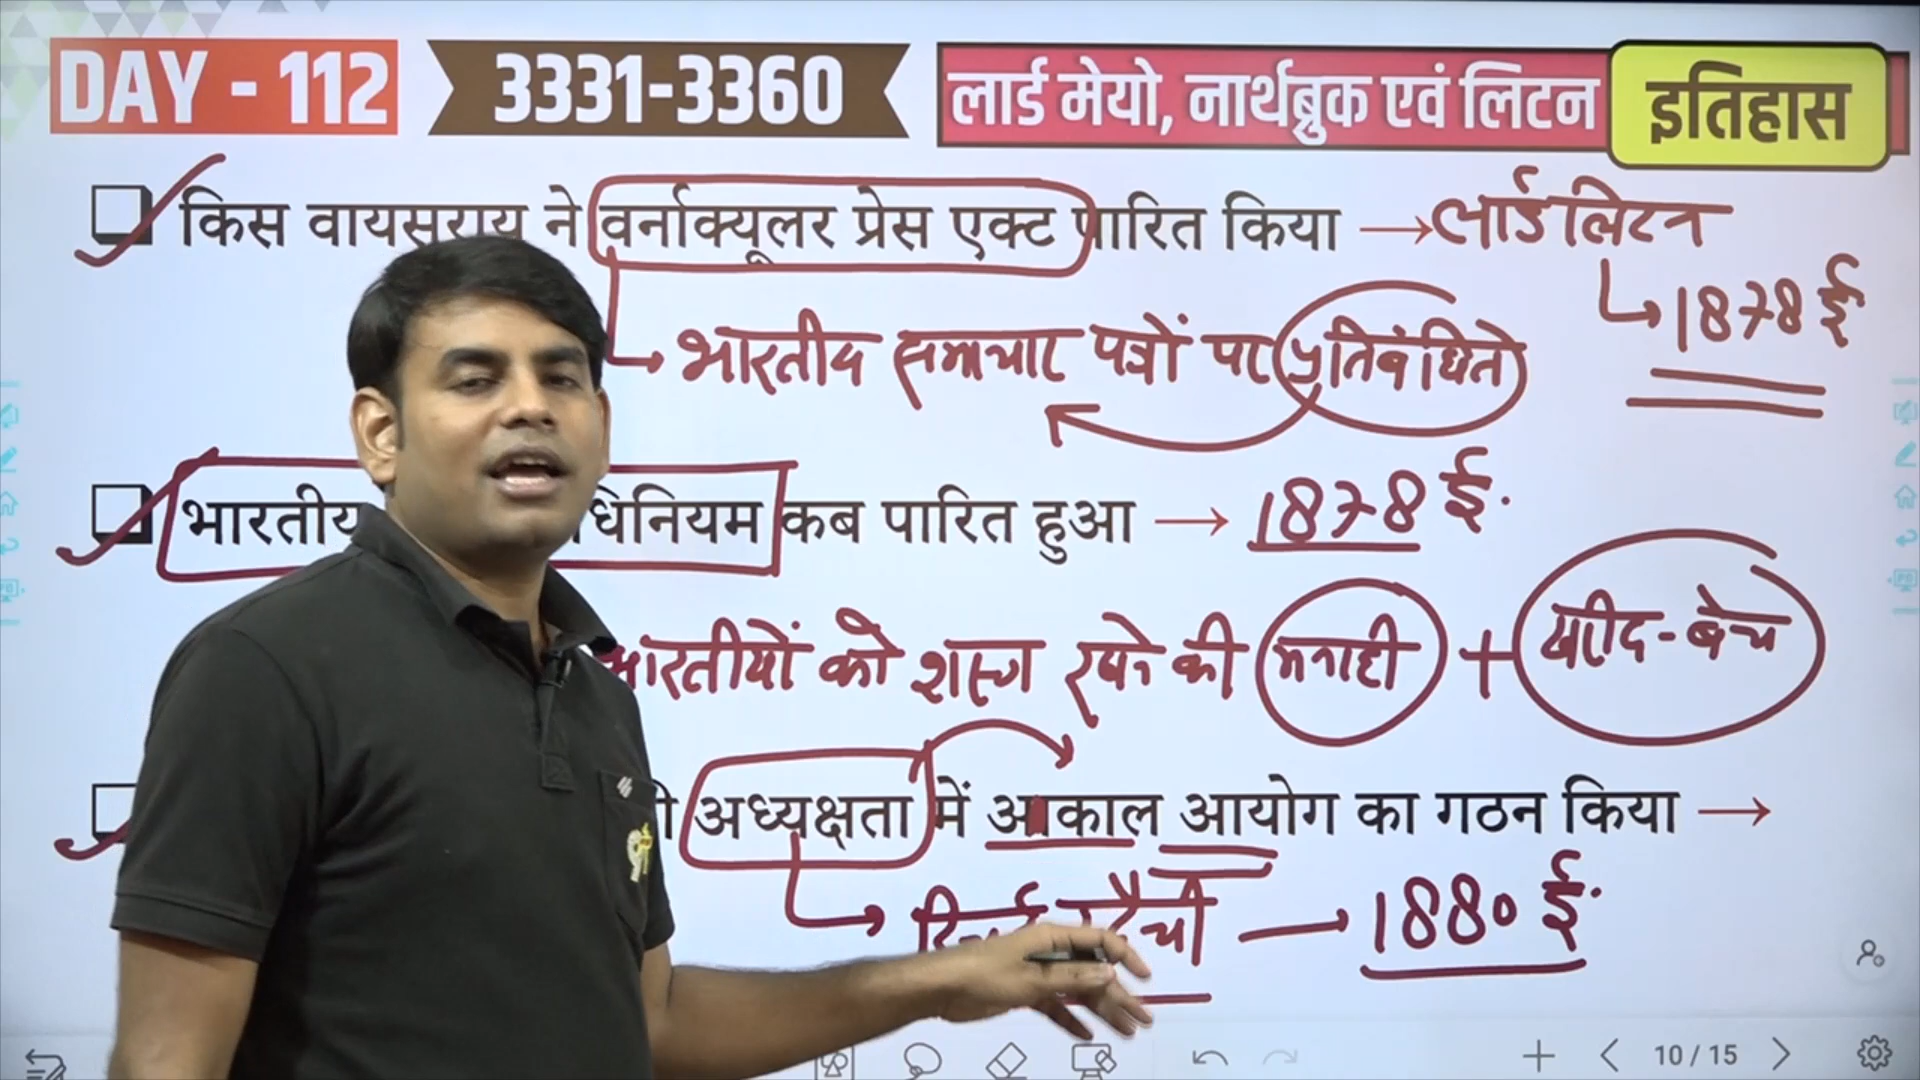 DAY - 112 3331-3360 लार्ड मेयो, नार्थब्रुक एवं लिटन इतिहास
किस वायसराय ने वर्नाक्यूलर प्रेस एक्ट पारित किया → लार्ड लिटन
1878 ई
भारतीय समाचार पत्रों पर प्रतिबंधित
भारतीय धिनियम कब पारित हुआ → 1878 ई.
भारतीयों को शस्त्र रखने की मनाही + खरीद-बेच
अध्यक्षता में अकाल आयोग का गठन किया →
1880 ई.
10 / 15